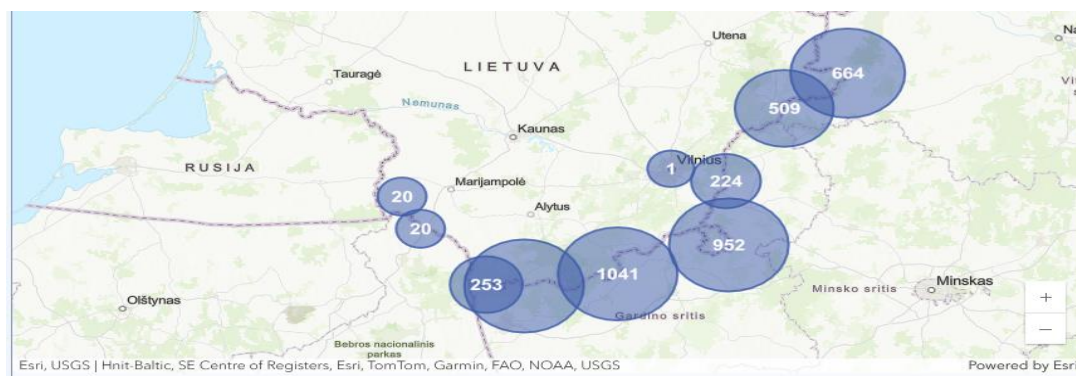 Utena
664
LIETUVA
Tauragė
509
Nemunas
Kaunas
RUSIJA
Vilnius
1
224
Marijampolė
20
Alytus
20
952
1041
253
Minskas
Minsko sritis
Olštynas
Gardino sritis
+
Bebros nacionalinis
parkas
−
Esri, USGS | Hnit-Baltic, SE Centre of Registers, Esri, TomTom, Garmin, FAO, NOAA, USGS
Powered by Esri